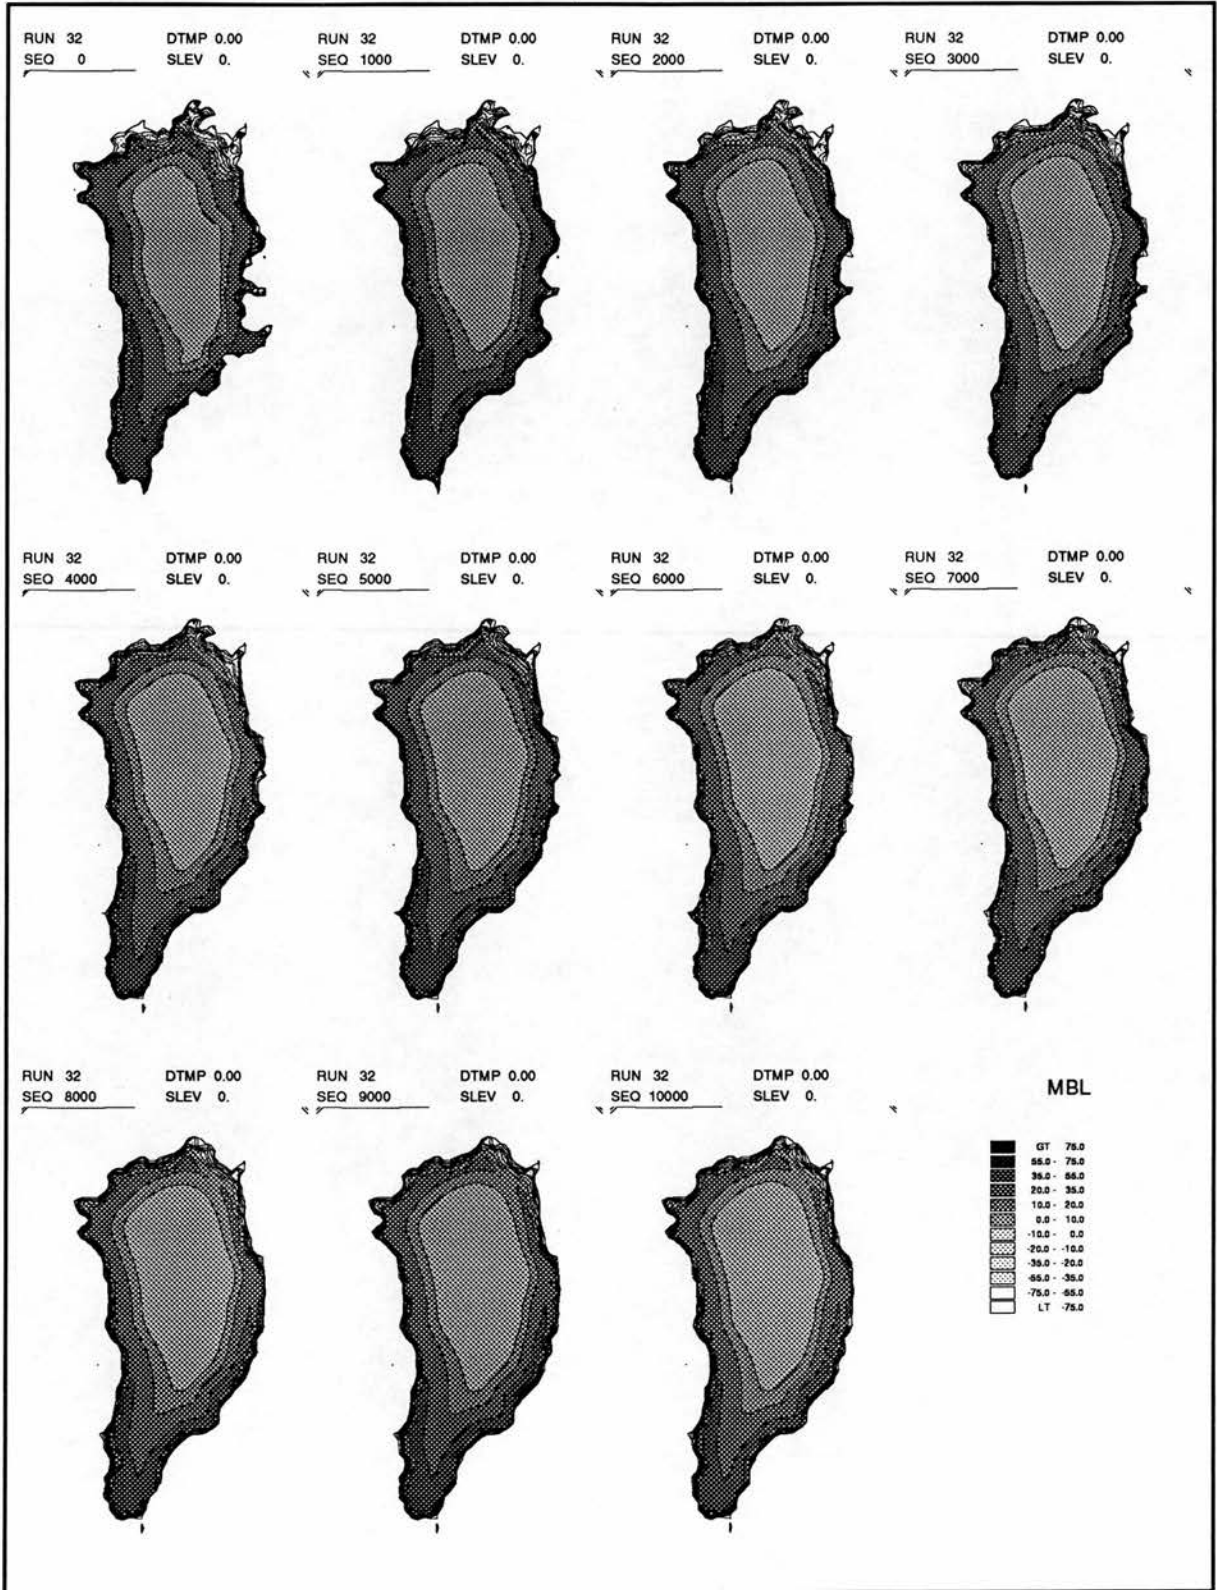 RUN 32 DTMP 0.00 RUN 32 DTMP 0.00 RUN 32 DTMP 0.00 RUN 32 DTMP 0.00
SEQ 0 SLEV 0. SEQ 1000 SLEV 0. SEQ 2000 SLEV 0. SEQ 3000 SLEV 0.
RUN 32 DTMP 0.00 RUN 32 DTMP 0.00 RUN 32 DTMP 0.00 RUN 32 DTMP 0.00
SEQ 4000 SLEV 0. SEQ 5000 SLEV 0. SEQ 6000 SLEV 0. SEQ 7000 SLEV 0.
RUN 32 DTMP 0.00 RUN 32 DTMP 0.00 RUN 32 DTMP 0.00
SEQ 8000 SLEV 0. SEQ 9000 SLEV 0. SEQ 10000 SLEV 0.
MBL
GT 75.0
55.0 - 75.0
35.0 - 55.0
20.0 - 35.0
10.0 - 20.0
0.0 - 10.0
-10.0 - 0.0
-20.0 - -10.0
-35.0 - -20.0
-55.0 - -35.0
-75.0 - -55.0
LT -75.0